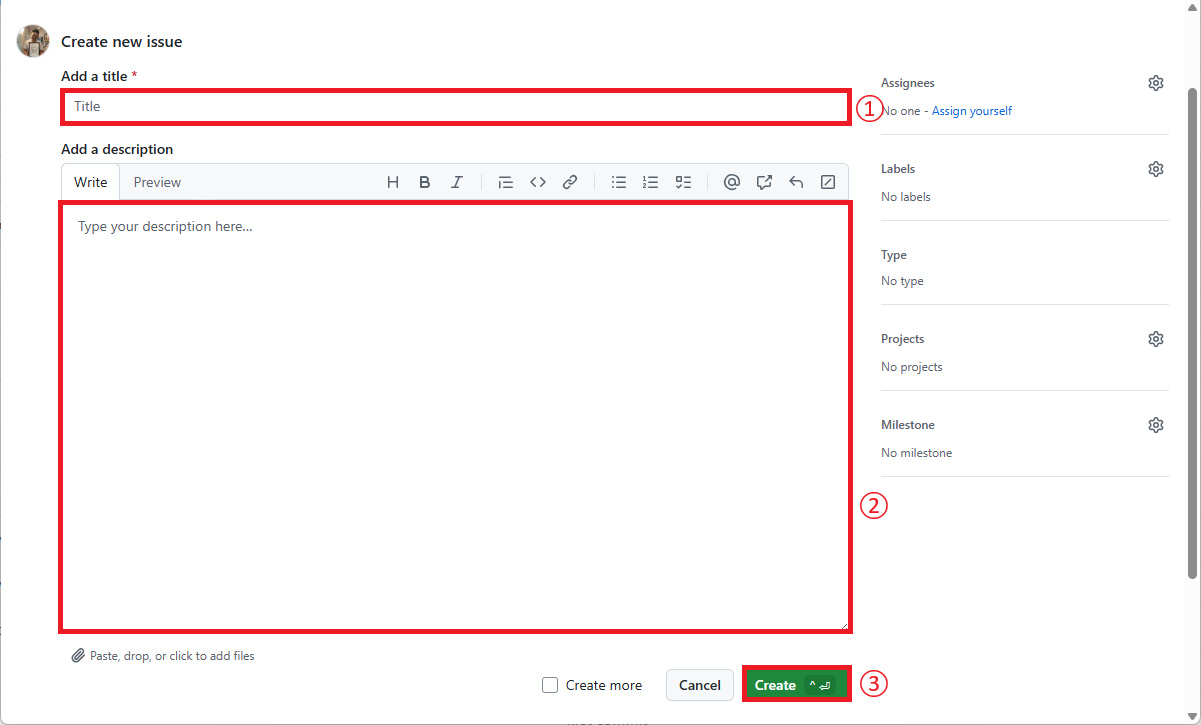 Create new issue
Add a title *
Title
①
Add a description
Write Preview
Type your description here...
②
Paste, drop, or click to add files
Create more Cancel Create ^ ⏎ ③
Assignees
No one - Assign yourself
Labels
No labels
Type
No type
Projects
No projects
Milestone
No milestone